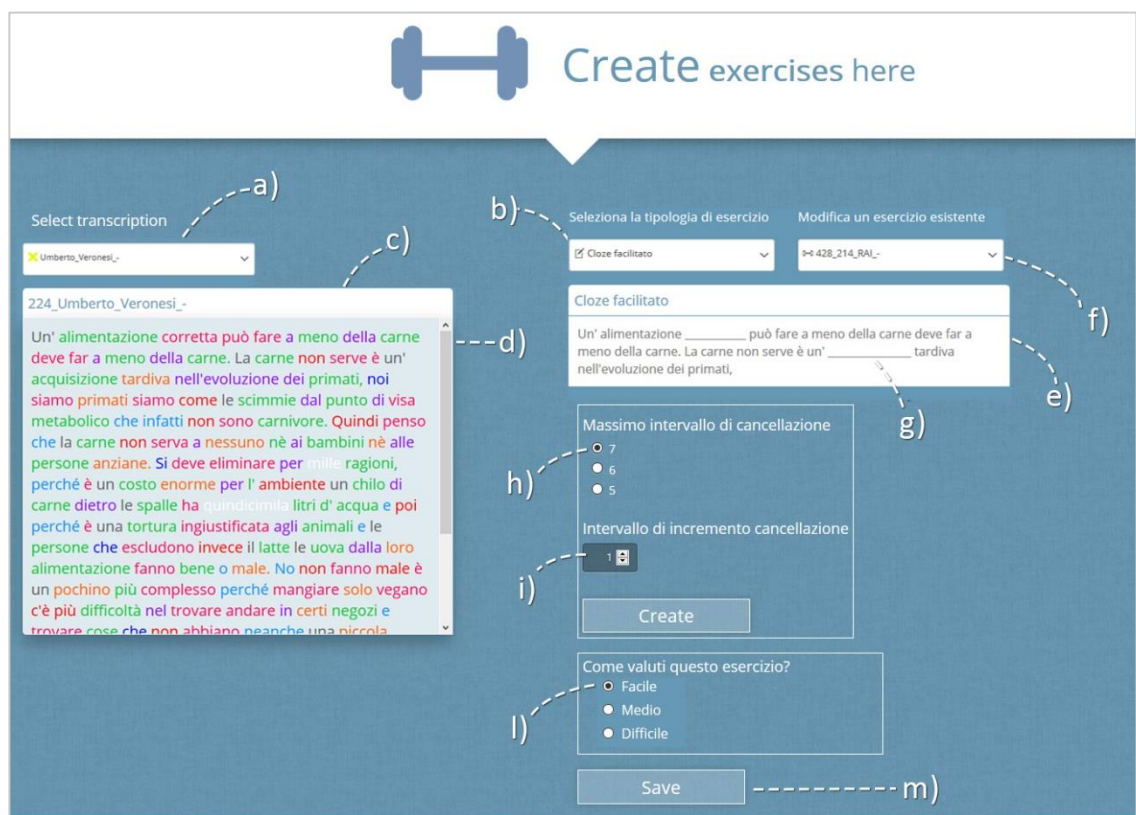 Create exercises here
a)
Select transcription
Umberto_Veronesi_-
c)
224_Umberto_Veronesi_-
d)
Un' alimentazione corretta può fare a meno della carne
deve far a meno della carne. La carne non serve è un'
acquisizione tardiva nell'evoluzione dei primati, noi
siamo primati siamo come le scimmie dal punto di visa
metabolico che infatti non sono carnivore. Quindi penso
che la carne non serva a nessuno nè ai bambini nè alle
persone anziane. Si deve eliminare per mille ragioni,
perché è un costo enorme per l' ambiente un chilo di
carne dietro le spalle ha quindicimila litri d' acqua e poi
perché è una tortura ingiustificata agli animali e le
persone che escludono invece il latte le uova dalla loro
alimentazione fanno bene o male. No non fanno male è
un pochino più complesso perché mangiare solo vegano
c'è più difficoltà nel trovare andare in certi negozi e
trovare cose che non abbiano neanche una piccola
b)
Seleziona la tipologia di esercizio
Cloze facilitato
Modifica un esercizio esistente
428_214_RAI_-
f)
Cloze facilitato
Un' alimentazione _________ può fare a meno della carne deve far a
meno della carne. La carne non serve è un' ____________ tardiva
nell'evoluzione dei primati,
e)
g)
Massimo intervallo di cancellazione
7
6
5
h)
Intervallo di incremento cancellazione
1
i)
Create
Come valuti questo esercizio?
Facile
Medio
Difficile
l)
Save
m)